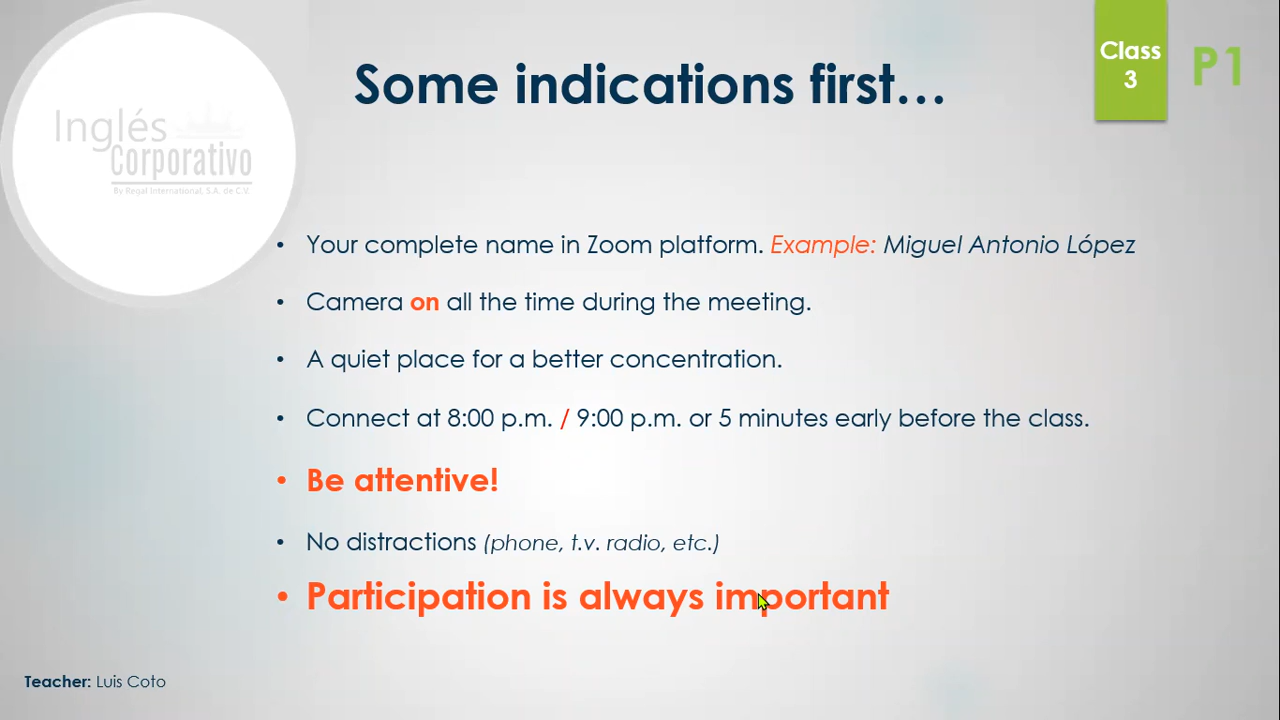 Inglés
Corporativo
By Regal International, S.A. de C.V.
Some indications first...
Class
3
P1
• Your complete name in Zoom platform. Example: Miguel Antonio López
• Camera on all the time during the meeting.
• A quiet place for a better concentration.
• Connect at 8:00 p.m. / 9:00 p.m. or 5 minutes early before the class.
• Be attentive!
• No distractions (phone, t.v. radio, etc.)
• Participation is always important
Teacher: Luis Coto